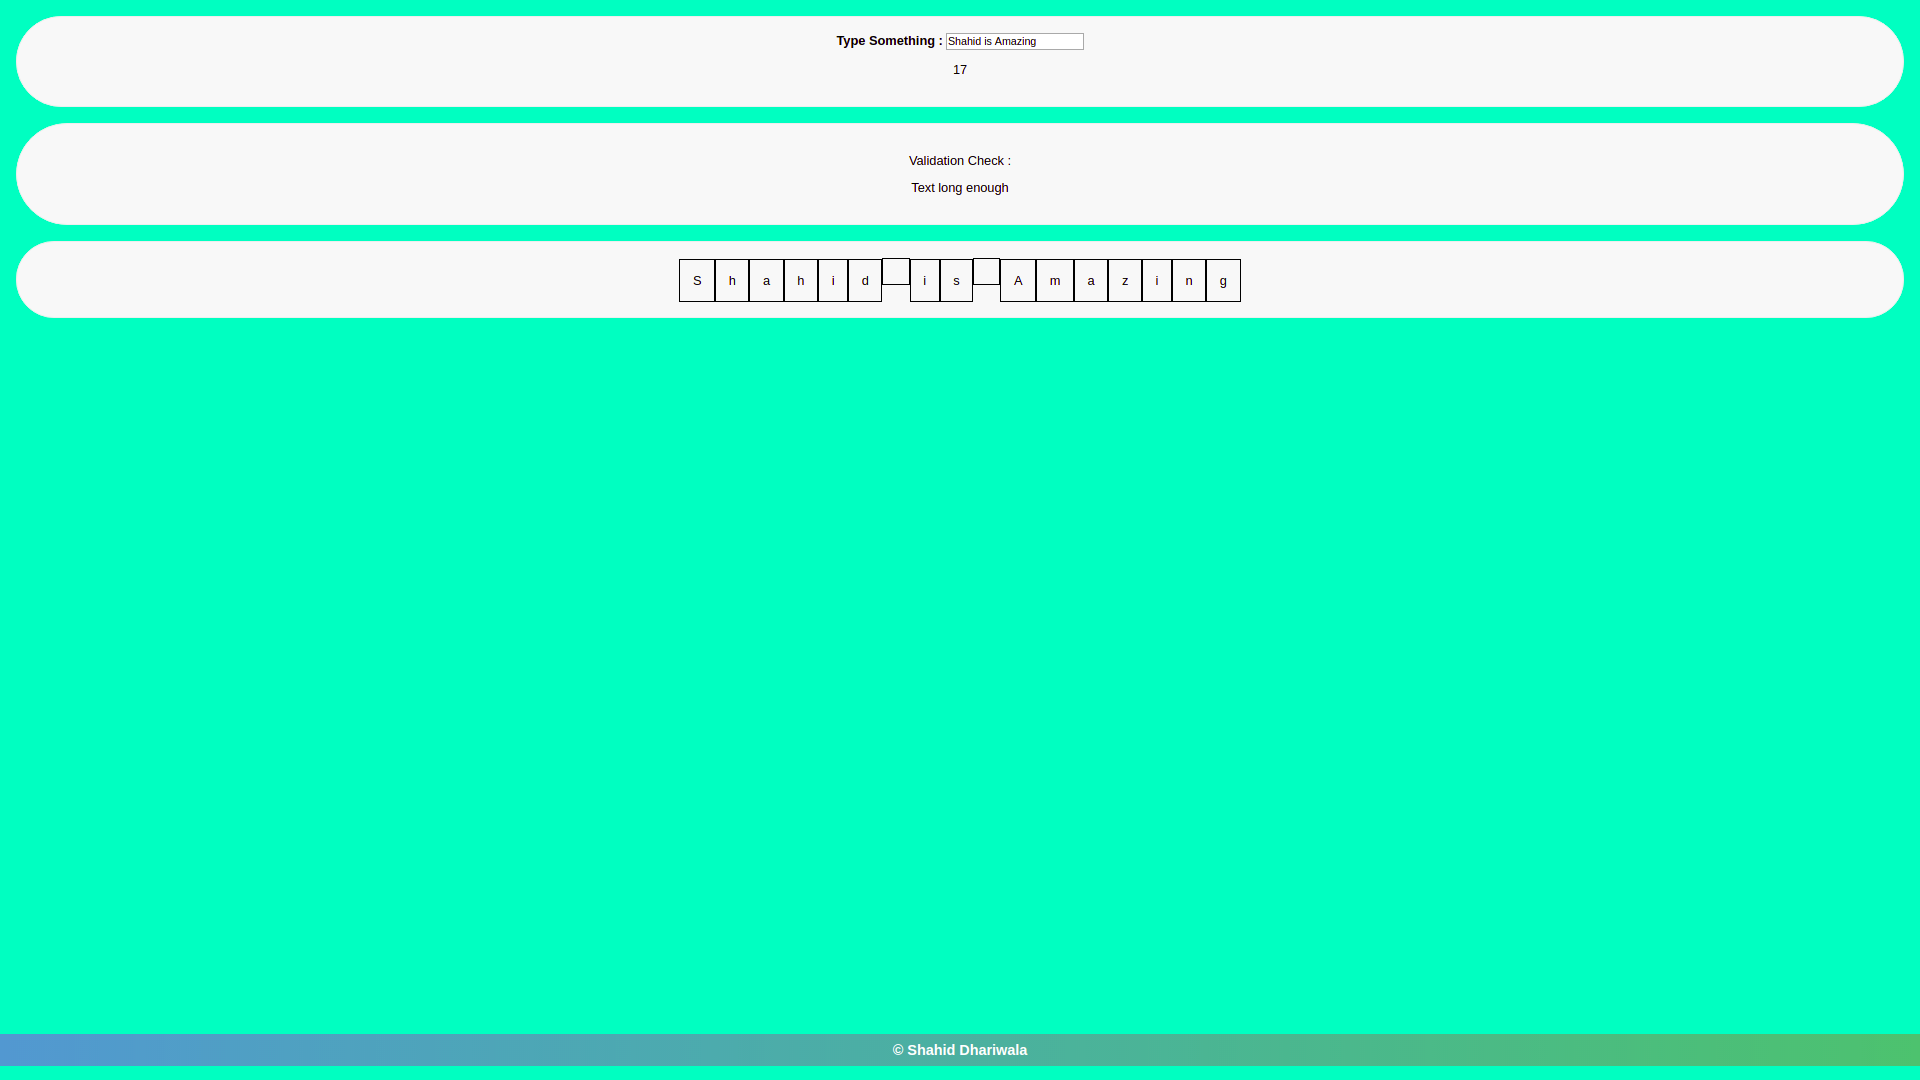 Type Something : Shahid is Amazing
17
Validation Check :
Text long enough
S h a h i d i s A m a z i n g
© Shahid Dhariwala